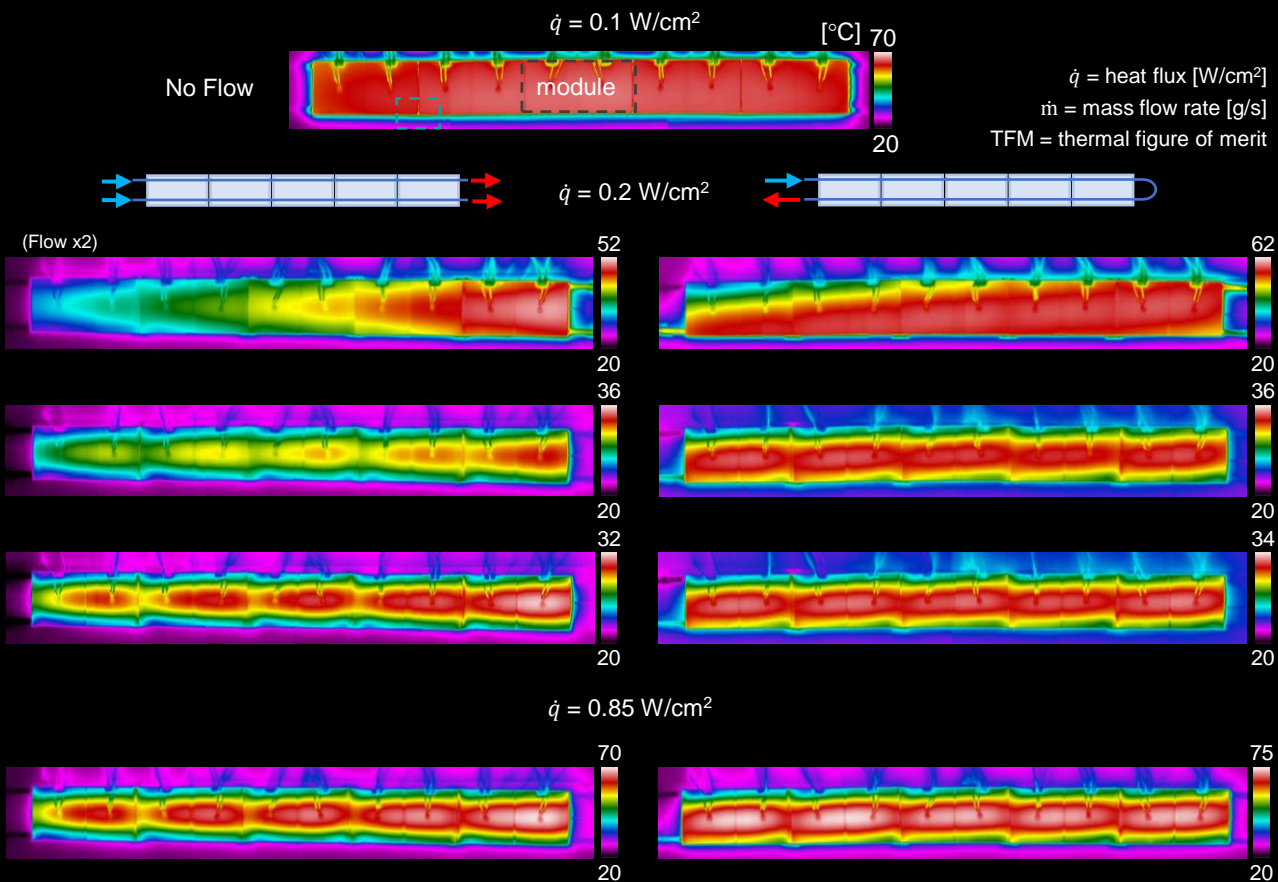 q̇ = 0.1 W/cm²
[°C] 70
No Flow
module
20
q̇ = heat flux [W/cm²]
ṁ = mass flow rate [g/s]
TFM = thermal figure of merit
q̇ = 0.2 W/cm²
(Flow x2)
52
62
20
20
36
36
20
20
32
34
20
20
q̇ = 0.85 W/cm²
70
75
20
20